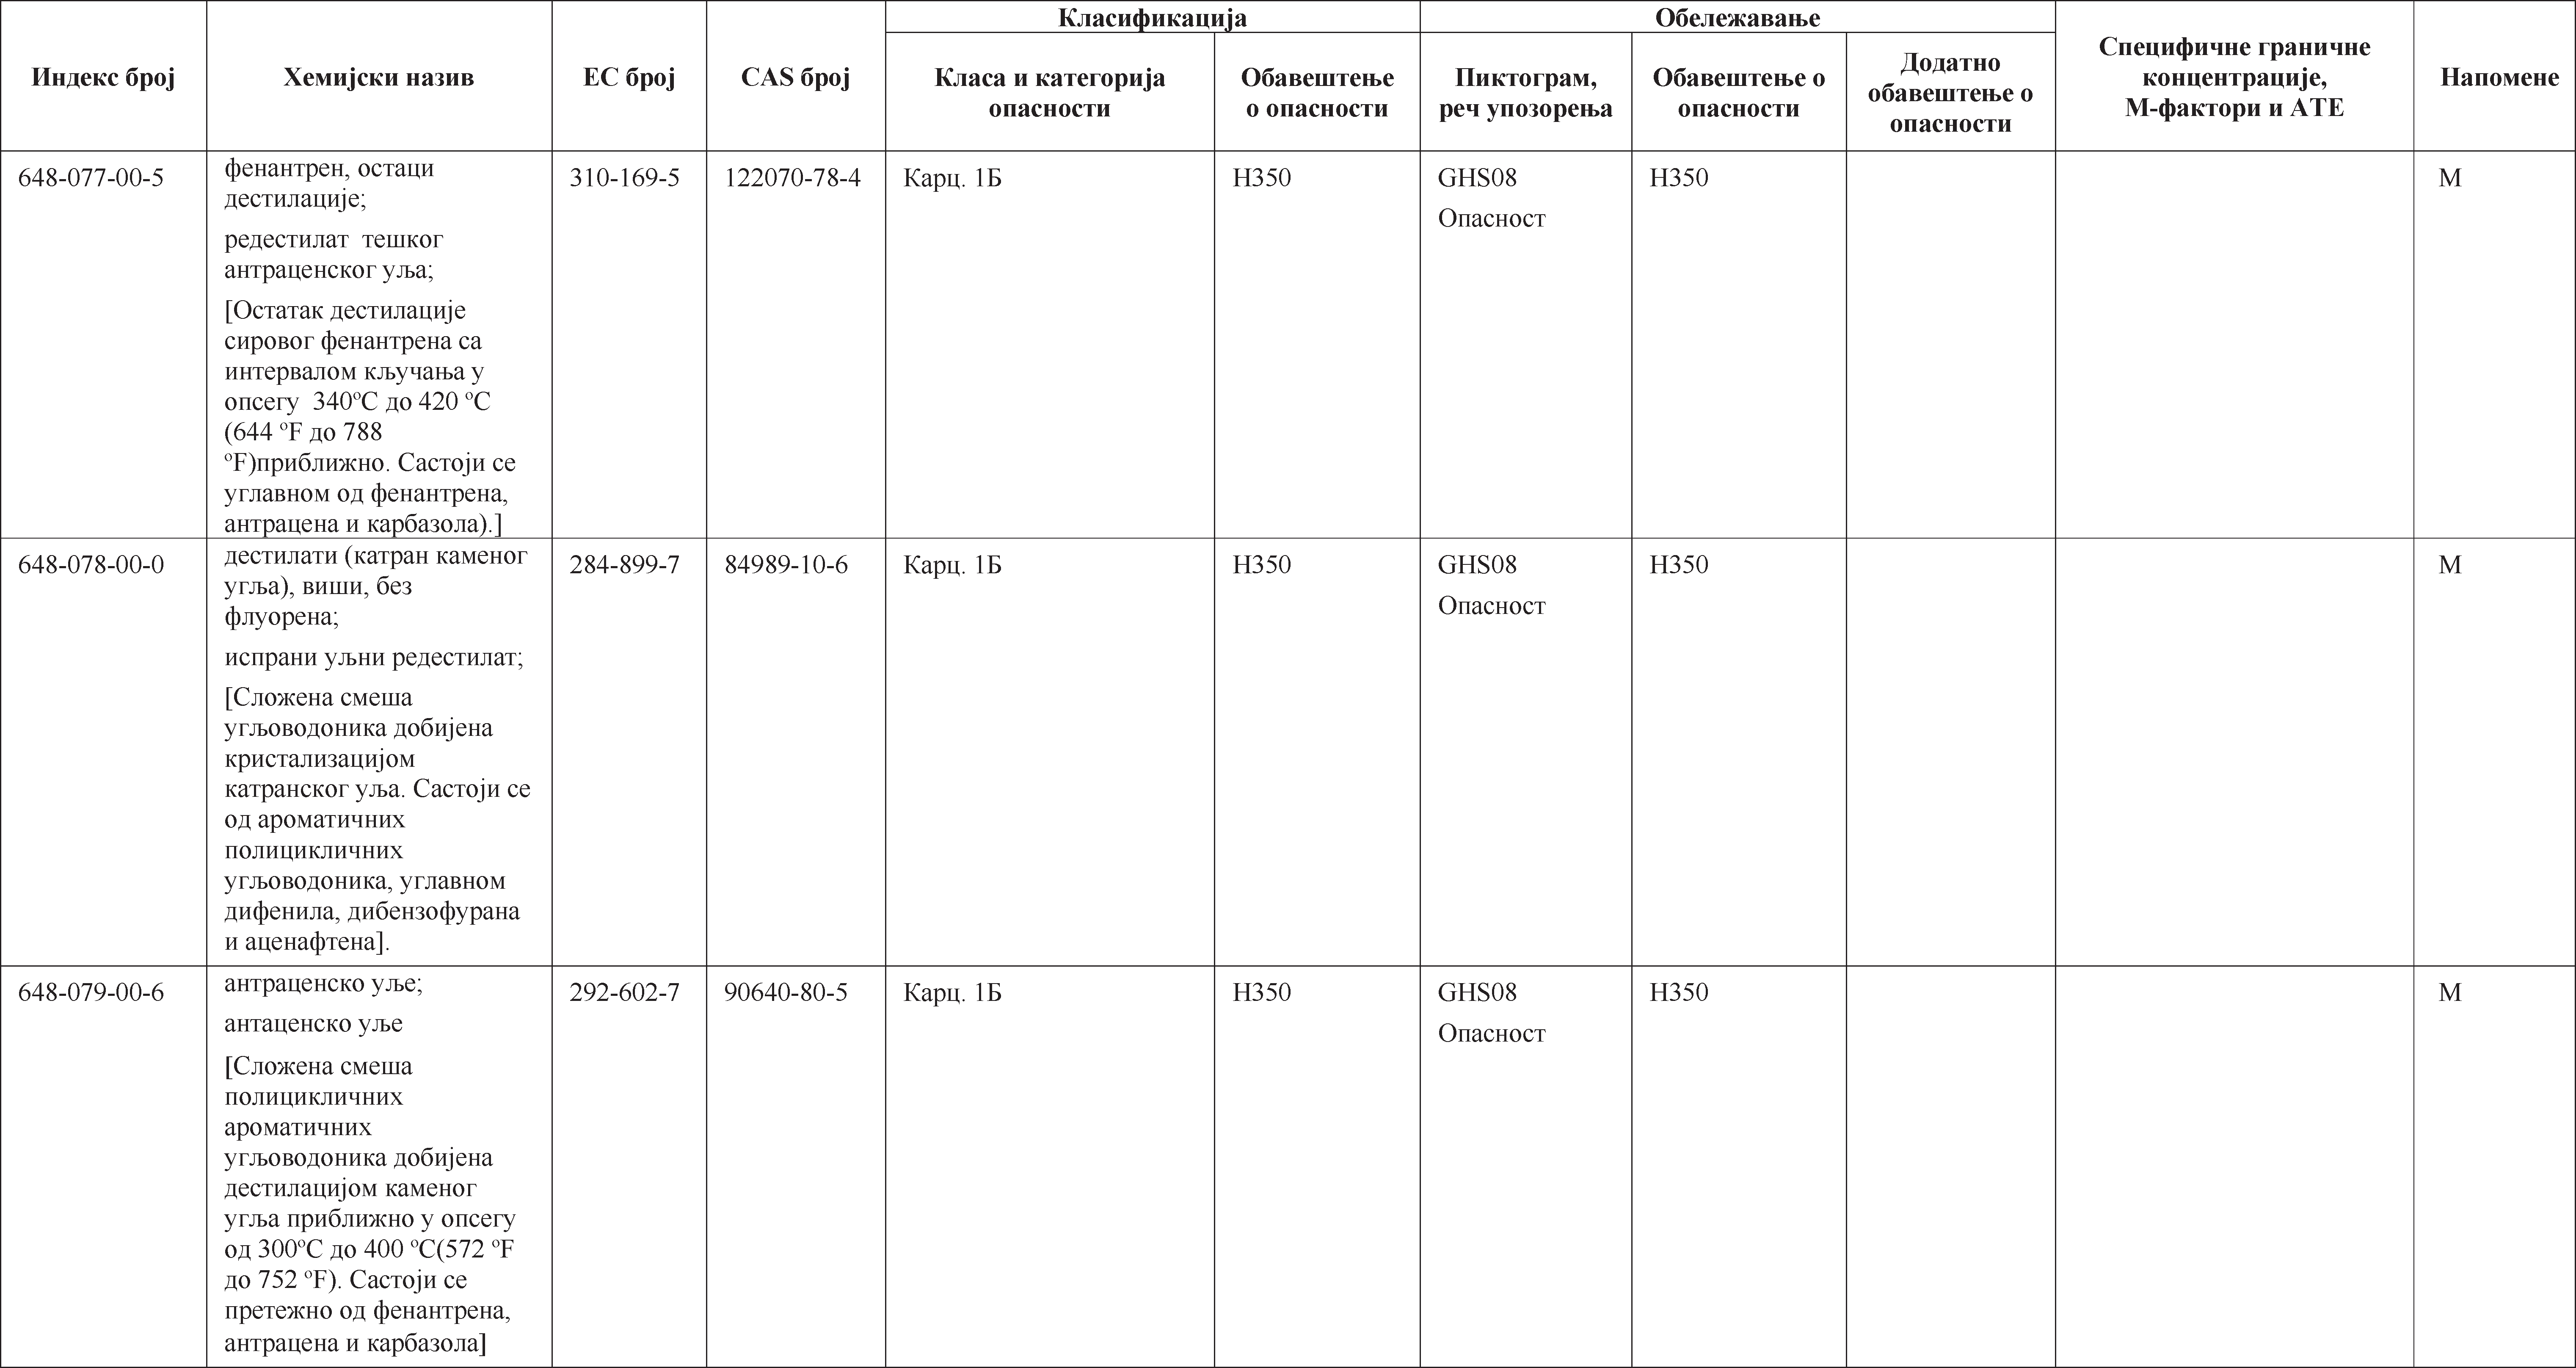 Класификација
Обележавање
Индекс број
Хемијски назив
ЕС број
CAS број
Класа и категорија
опасности
Обавештење
о опасности
Пиктограм,
реч упозорења
Обавештење о
опасности
Додатно
обавештење о
опасности
Специфичне граничне
концентрације,
М-фактори и АТЕ
Напомене
648-077-00-5
фенантрен, остаци
дестилације;
редестилат  тешког
антраценског уља;
[Остатак дестилације
сировог фенантрена са
интервалом кључања у
опсегу  340ºC до 420 ºC
(644 ºF до 788
ºF)приближно. Састоји се
углавном од фенантрена,
антрацена и карбазола).]
310-169-5
122070-78-4
Карц. 1Б
H350
GHS08
Опасност
H350
М
648-078-00-0
дестилати (катран каменог
угља), виши, без
флуорена;
испрани уљни редестилат;
[Сложена смеша
угљоводоника добијена
кристализацијом
катранског уља. Састоји се
од ароматичних
полицикличних
угљоводоника, углавном
дифенила, дибензофурана
и аценафтена].
284-899-7
84989-10-6
Карц. 1Б
H350
GHS08
Опасност
H350
М
648-079-00-6
антраценско уље;
антаценско уље
[Сложена смеша
полицикличних
ароматичних
угљоводоника добијена
дестилацијом каменог
угља приближно у опсегу
од 300ºC до 400 ºC(572 ºF
до 752 ºF). Састоји се
претежно од фенантрена,
антрацена и карбазола]
292-602-7
90640-80-5
Карц. 1Б
H350
GHS08
Опасност
H350
М